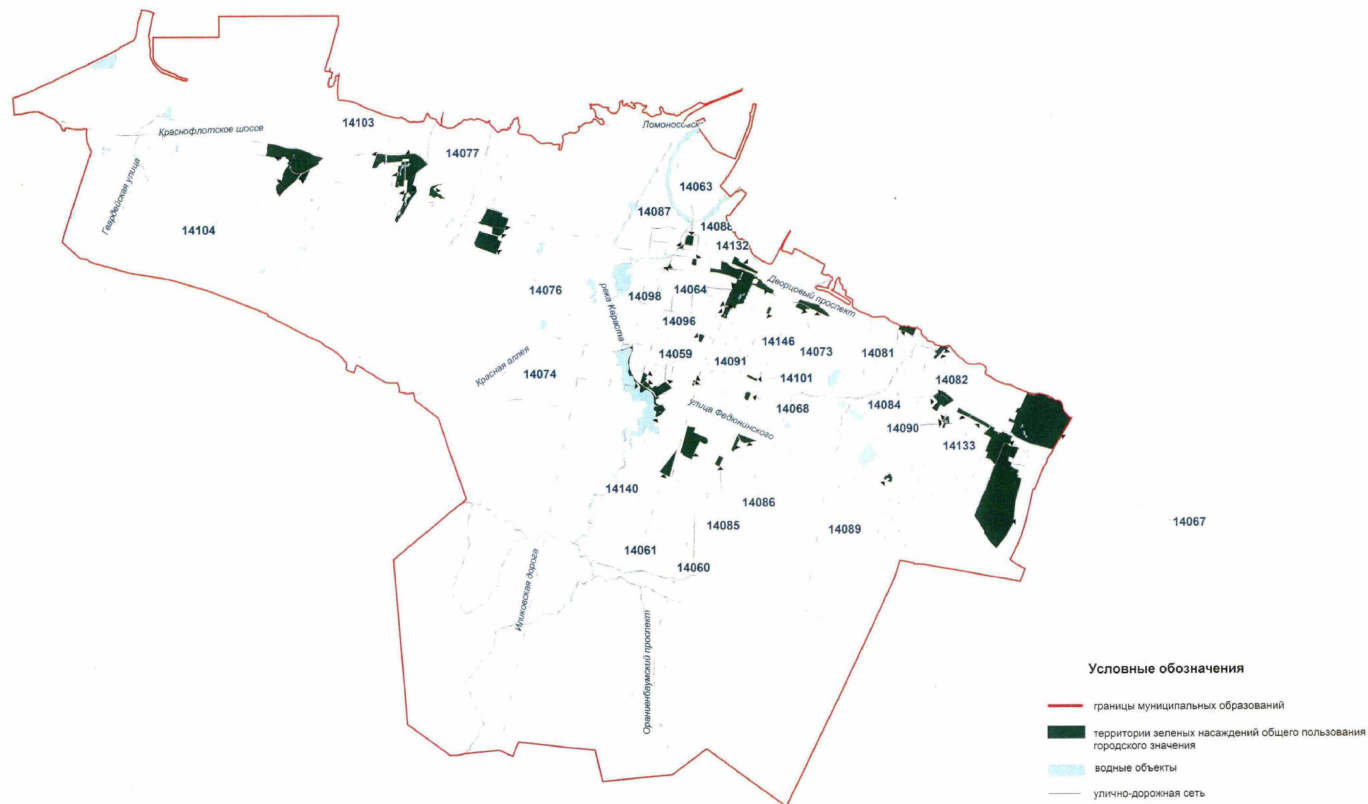 Ломоносовск
14103
Краснофлотское шоссе
14077
Гвардейская улица
14063
14087
14104
14088
14132
Дворцовый проспект
14076
14098
14064
река Караста
14096
14146
14073
14081
14059
14091
Красная аллея
14074
14101
14082
14068
14084
улица Федюнинского
14090
14133
14140
14086
14085
14089
14067
14061
14060
Иликовская дорога
Ораниенбаумский проспект
Условные обозначения
границы муниципальных образований
территории зеленых насаждений общего пользования
городского значения
водные объекты
улично-дорожная сеть